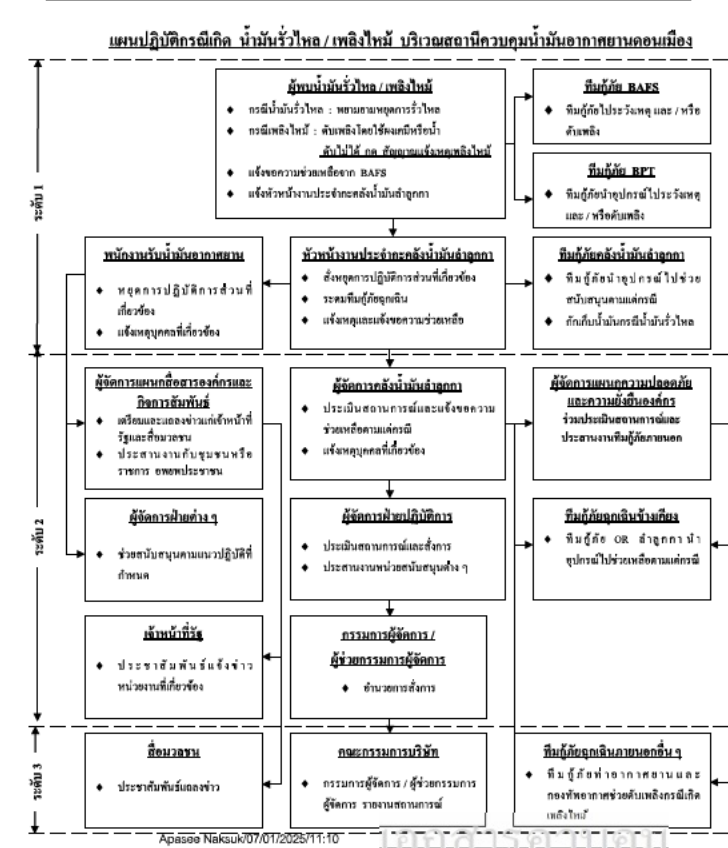 แผนปฏิบัติกรณีเกิด น้ำมันรั่วไหล / เพลิงไหม้ บริเวณสถานีควบคุมน้ำมันอากาศยานดอนเมือง
ระดับ 1
ผู้พบน้ำมันรั่วไหล / เพลิงไหม้
♦ กรณีน้ำมันรั่วไหล : พยายามหยุดการรั่วไหล
♦ กรณีเพลิงไหม้ : ดับเพลิงโดยใช้ผงเคมีหรือน้ำ
ดับไม่ได้ กด สัญญาณแจ้งเหตุเพลิงไหม้
♦ แจ้งขอความช่วยเหลือจาก BAFS
♦ แจ้งหัวหน้างานประจำกะคลังน้ำมันลำลูกกา
ทีมกู้ภัย BAFS
♦ ทีมกู้ภัยไประวังเหตุ และ / หรือ
ดับเพลิง
ทีมกู้ภัย BPT
♦ ทีมกู้ภัยนำอุปกรณ์ไประวังเหตุ
และ / หรือดับเพลิง
พนักงานรับน้ำมันอากาศยาน
♦ หยุดการปฏิบัติการส่วนที่
เกี่ยวข้อง
♦ แจ้งเหตุบุคคลที่เกี่ยวข้อง
หัวหน้างานประจำกะคลังน้ำมันลำลูกกา
♦ สั่งหยุดการปฏิบัติการส่วนที่เกี่ยวข้อง
♦ ระดมทีมกู้ภัยฉุกเฉิน
♦ แจ้งเหตุและแจ้งขอความช่วยเหลือ
ทีมกู้ภัยคลังน้ำมันลำลูกกา
♦ ทีมกู้ภัยนำอุปกรณ์ไปช่วย
สนับสนุนตามแต่กรณี
♦ กักเก็บน้ำมันกรณีน้ำมันรั่วไหล
ระดับ 2
ผู้จัดการแผนกสื่อสารองค์กรและ
กิจการสัมพันธ์
♦ เตรียมและแถลงข่าวแก่เจ้าหน้าที่
รัฐและสื่อมวลชน
♦ ประสานงานกับชุมชนหรือ
ราชการ อพยพประชาชน
ผู้จัดการคลังน้ำมันลำลูกกา
♦ ประเมินสถานการณ์และแจ้งขอความ
ช่วยเหลือตามแต่กรณี
♦ แจ้งเหตุบุคคลที่เกี่ยวข้อง
ผู้จัดการแผนกความปลอดภัย
และความยั่งยืนองค์กร
ร่วมประเมินสถานการณ์และ
ประสานงานทีมกู้ภัยภายนอก
ผู้จัดการฝ่ายต่าง ๆ
♦ ช่วยสนับสนุนตามแนวปฏิบัติที่
กำหนด
ผู้จัดการฝ่ายปฏิบัติการ
♦ ประเมินสถานการณ์และสั่งการ
♦ ประสานงานหน่วยสนับสนุนต่าง ๆ
ทีมกู้ภัยฉุกเฉินข้างเคียง
♦ ทีมกู้ภัย OR ลำลูกกา นำ
อุปกรณ์ไปช่วยเหลือตามแต่กรณี
เจ้าหน้าที่รัฐ
♦ ประชาสัมพันธ์แจ้งข่าว
หน่วยงานที่เกี่ยวข้อง
กรรมการผู้จัดการ /
ผู้ช่วยกรรมการผู้จัดการ
♦ อำนวยการสั่งการ
ระดับ 3
สื่อมวลชน
♦ ประชาสัมพันธ์แถลงข่าว
คณะกรรมการบริษัท
♦ กรรมการผู้จัดการ / ผู้ช่วยกรรมการ
ผู้จัดการ รายงานสถานการณ์
ทีมกู้ภัยฉุกเฉินภายนอกอื่น ๆ
♦ ทีมกู้ภัยท่าอากาศยานและ
กองทัพอากาศช่วยดับเพลิงกรณีเกิด
เพลิงไหม้
Apasee Naksuk/07/01/2025/11:10